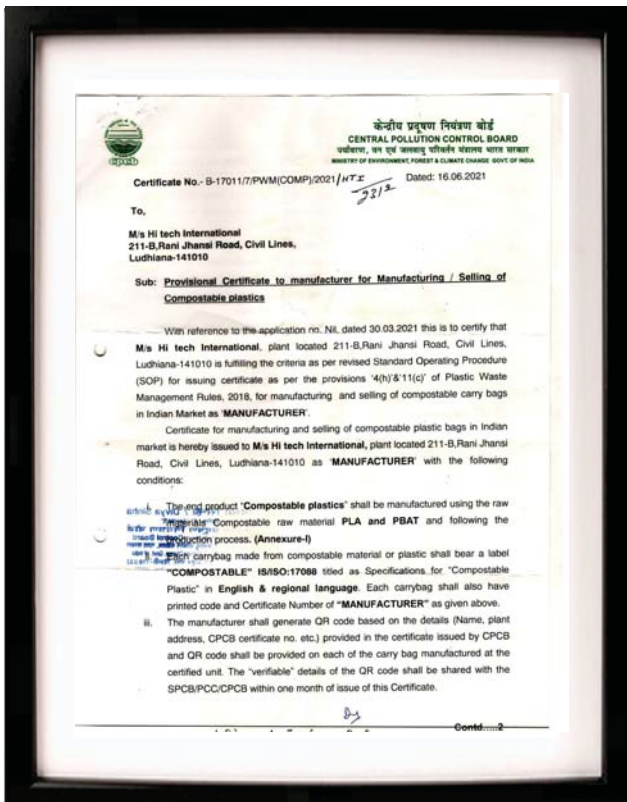 केन्द्रीय प्रदूषण नियंत्रण बोर्ड
CENTRAL POLLUTION CONTROL BOARD
पर्यावरण, वन एवं जलवायु परिवर्तन मंत्रालय भारत सरकार
MINISTRY OF ENVIRONMENT, FOREST & CLIMATE CHANGE GOVT. OF INDIA
cpcb
Certificate No.- B-17011/7/PWM(COMP)/2021/HTI Dated: 16.06.2021
To,
M/s Hi tech International
211-B,Rani Jhansi Road, Civil Lines,
Ludhiana-141010
Sub: Provisional Certificate to manufacturer for Manufacturing / Selling of
Compostable plastics
With reference to the application no. Nil, dated 30.03.2021 this is to certify that
M/s Hi tech International, plant located 211-B,Rani Jhansi Road, Civil Lines,
Ludhiana-141010 is fulfilling the criteria as per revised Standard Operating Procedure
(SOP) for issuing certificate as per the provisions '4(h)'&'11(c)' of Plastic Waste
Management Rules, 2018, for manufacturing and selling of compostable carry bags
in Indian Market as 'MANUFACTURER'.
Certificate for manufacturing and selling of compostable plastic bags in Indian
market is hereby issued to M/s Hi tech International, plant located 211-B,Rani Jhansi
Road, Civil Lines, Ludhiana-141010 as 'MANUFACTURER' with the following
conditions:
i. The end product "Compostable plastics" shall be manufactured using the raw
materials Compostable raw material PLA and PBAT and following the
production process. (Annexure-I)
Each carrybag made from compostable material or plastic shall bear a label
"COMPOSTABLE" IS/ISO:17088 titled as Specifications for "Compostable
Plastic" in English & regional language. Each carrybag shall also have
printed code and Certificate Number of "MANUFACTURER" as given above.
iii. The manufacturer shall generate QR code based on the details (Name, plant
address, CPCB certificate no. etc.) provided in the certificate issued by CPCB
and QR code shall be provided on each of the carry bag manufactured at the
certified unit. The "verifiable" details of the QR code shall be shared with the
SPCB/PCC/CPCB within one month of issue of this Certificate.
Contd.....2